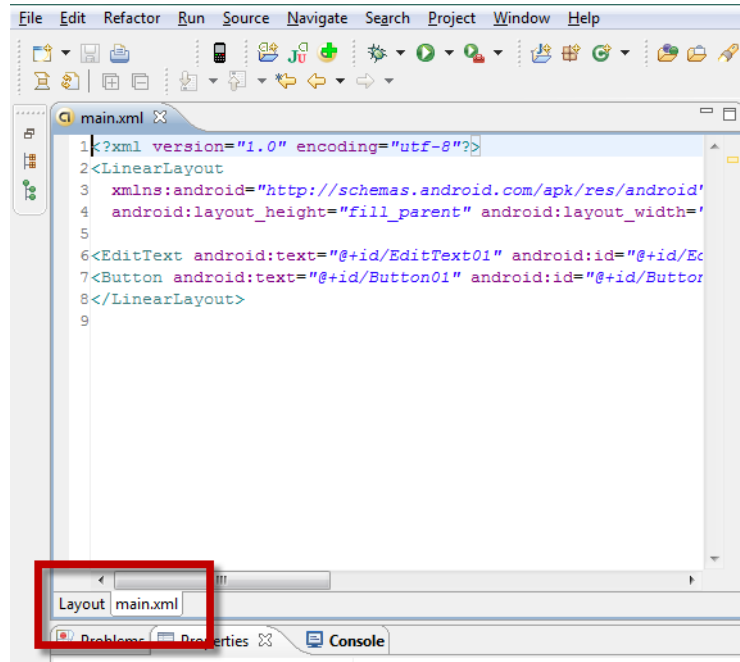 File Edit Refactor Run Source Navigate Search Project Window Help
main.xml
1 <?xml version="1.0" encoding="utf-8"?>
2 <LinearLayout
3 xmlns:android="http://schemas.android.com/apk/res/android"
4 android:layout_height="fill_parent" android:layout_width="
5
6 <EditText android:text="@+id/EditText01" android:id="@+id/Ed
7 <Button android:text="@+id/Button01" android:id="@+id/Button
8 </LinearLayout>
9
Layout main.xml
Problems Properties Console